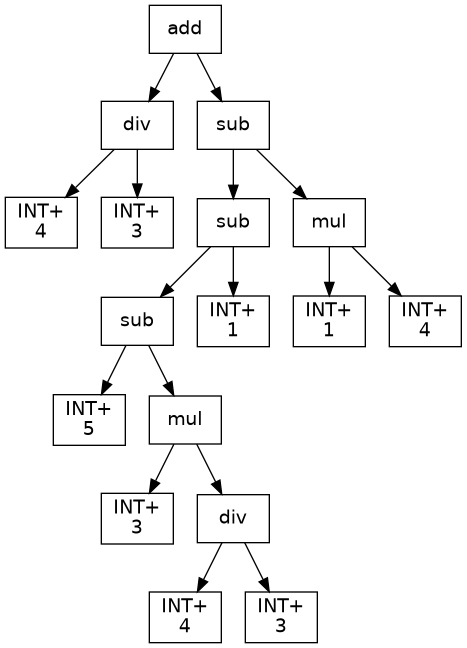 add
div
sub
INT+
4
INT+
3
sub
mul
sub
INT+
1
INT+
1
INT+
4
INT+
5
mul
INT+
3
div
INT+
4
INT+
3